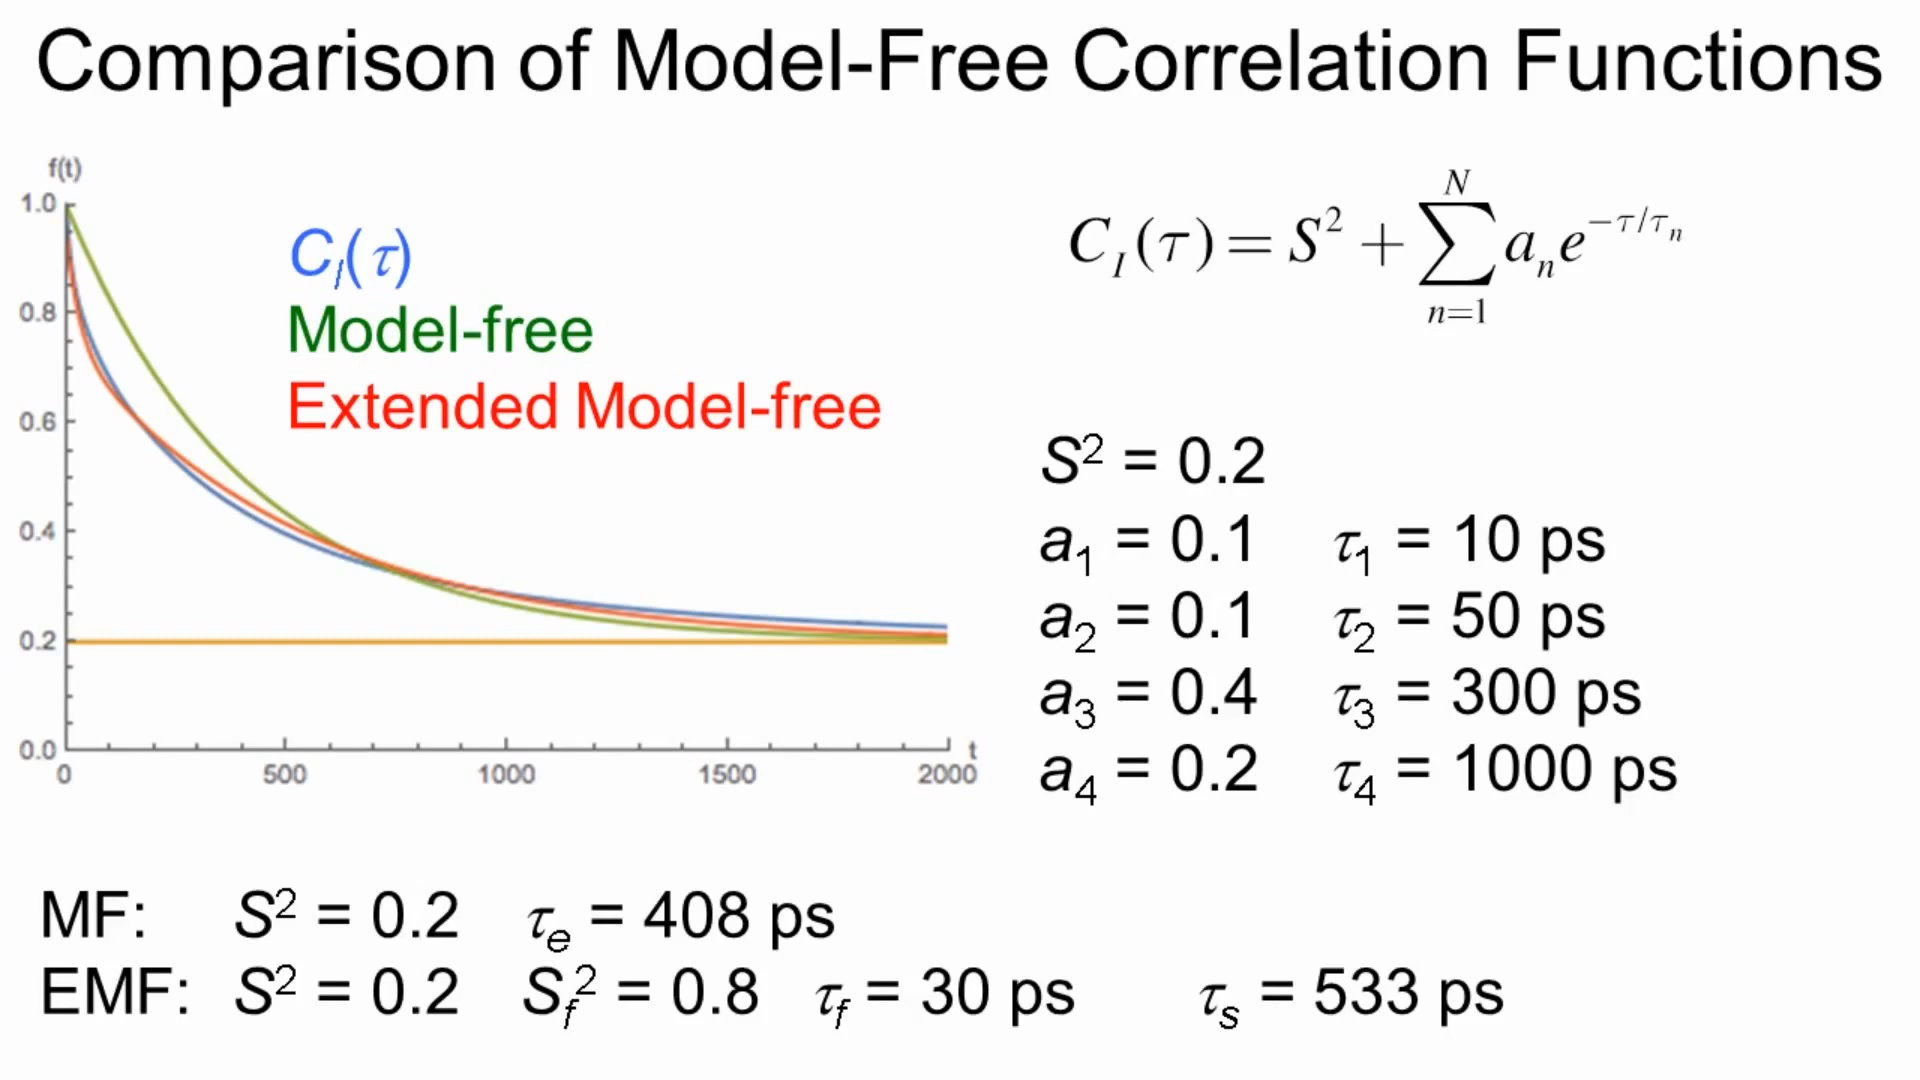 Comparison of Model-Free Correlation Functions
f(t)
1.0
0.8
0.6
0.4
0.2
0.0
0 500 1000 1500 2000
t
C_I(τ)
Model-free
Extended Model-free
C_I(τ) = S² + ∑_{n=1}^{N} a_n e^{−τ/τ_n}
S² = 0.2
a₁ = 0.1 τ₁ = 10 ps
a₂ = 0.1 τ₂ = 50 ps
a₃ = 0.4 τ₃ = 300 ps
a₄ = 0.2 τ₄ = 1000 ps
MF: S² = 0.2 τ_e = 408 ps
EMF: S² = 0.2 S_f² = 0.8 τ_f = 30 ps τ_s = 533 ps